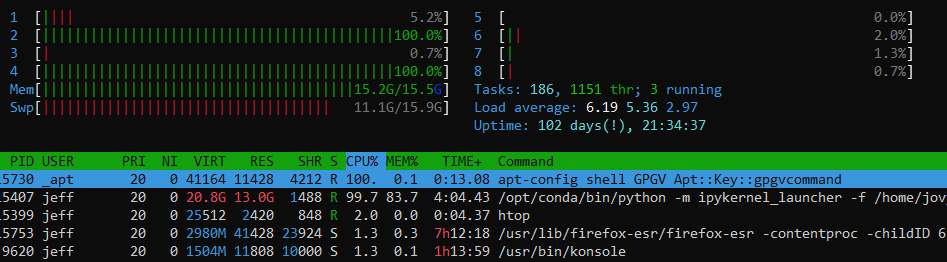 1 [|||| 5.2%] 5 [ 0.0%]
2 [||||||||||||||||||||||||||||||||||||||||||||100.0%] 6 [|| 2.0%]
3 [| 0.7%] 7 [| 1.3%]
4 [||||||||||||||||||||||||||||||||||||||||||||100.0%] 8 [| 0.7%]
Mem[|||||||||||||||||||||||||||||||||||||||15.2G/15.5G] Tasks: 186, 1151 thr; 3 running
Swp[|||||||||||||||||||||||||||||||||||| 11.1G/15.9G] Load average: 6.19 5.36 2.97
Uptime: 102 days(!), 21:34:37
PID USER PRI NI VIRT RES SHR S CPU% MEM% TIME+ Command
15730 _apt 20 0 41164 11428 4212 R 100. 0.1 0:13.08 apt-config shell GPGV Apt::Key::gpgvcommand
15407 jeff 20 0 20.8G 13.0G 1488 R 99.7 83.7 4:04.43 /opt/conda/bin/python -m ipykernel_launcher -f /home/jovy
15399 jeff 20 0 25512 2420 848 R 2.0 0.0 0:04.37 htop
15753 jeff 20 0 2980M 41428 23924 S 1.3 0.3 7h12:18 /usr/lib/firefox-esr/firefox-esr -contentproc -childID 6
9620 jeff 20 0 1504M 11808 10000 S 1.3 0.1 1h13:59 /usr/bin/konsole